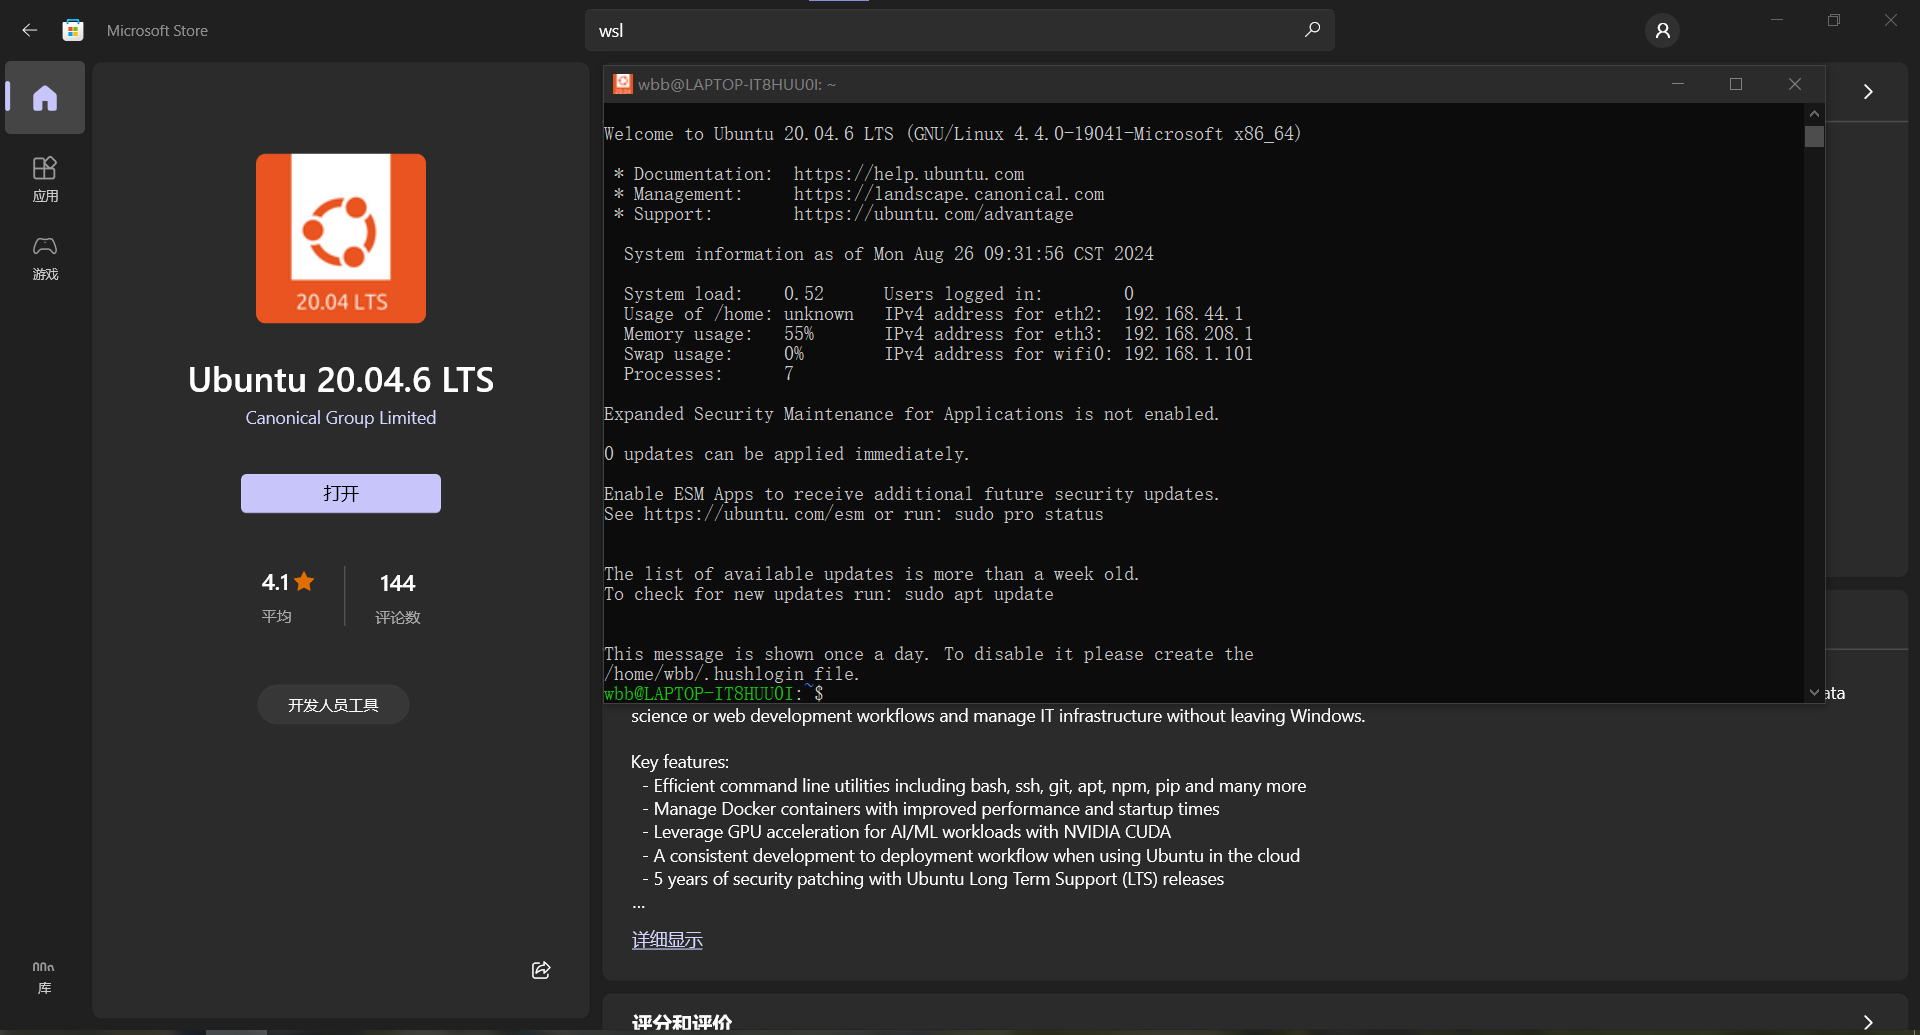 Microsoft Store
wsl
应用
游戏
库
20.04 LTS
Ubuntu 20.04.6 LTS
Canonical Group Limited
打开
4.1
平均
144
评论数
开发人员工具
wbb@LAPTOP-IT8HUU0I: ~
Welcome to Ubuntu 20.04.6 LTS (GNU/Linux 4.4.0-19041-Microsoft x86_64)
* Documentation:  https://help.ubuntu.com
* Management:     https://landscape.canonical.com
* Support:        https://ubuntu.com/advantage
System information as of Mon Aug 26 09:31:56 CST 2024
System load:    0.52      Users logged in:        0
Usage of /home: unknown   IPv4 address for eth2:  192.168.44.1
Memory usage:   55%       IPv4 address for eth3:  192.168.208.1
Swap usage:     0%        IPv4 address for wifi0: 192.168.1.101
Processes:      7
Expanded Security Maintenance for Applications is not enabled.
0 updates can be applied immediately.
Enable ESM Apps to receive additional future security updates.
See https://ubuntu.com/esm or run: sudo pro status
The list of available updates is more than a week old.
To check for new updates run: sudo apt update
This message is shown once a day. To disable it please create the
/home/wbb/.hushlogin file.
wbb@LAPTOP-IT8HUU0I:~$
ata
science or web development workflows and manage IT infrastructure without leaving Windows.
Key features:
- Efficient command line utilities including bash, ssh, git, apt, npm, pip and many more
- Manage Docker containers with improved performance and startup times
- Leverage GPU acceleration for AI/ML workloads with NVIDIA CUDA
- A consistent development to deployment workflow when using Ubuntu in the cloud
- 5 years of security patching with Ubuntu Long Term Support (LTS) releases
...
详细显示
评分和评价